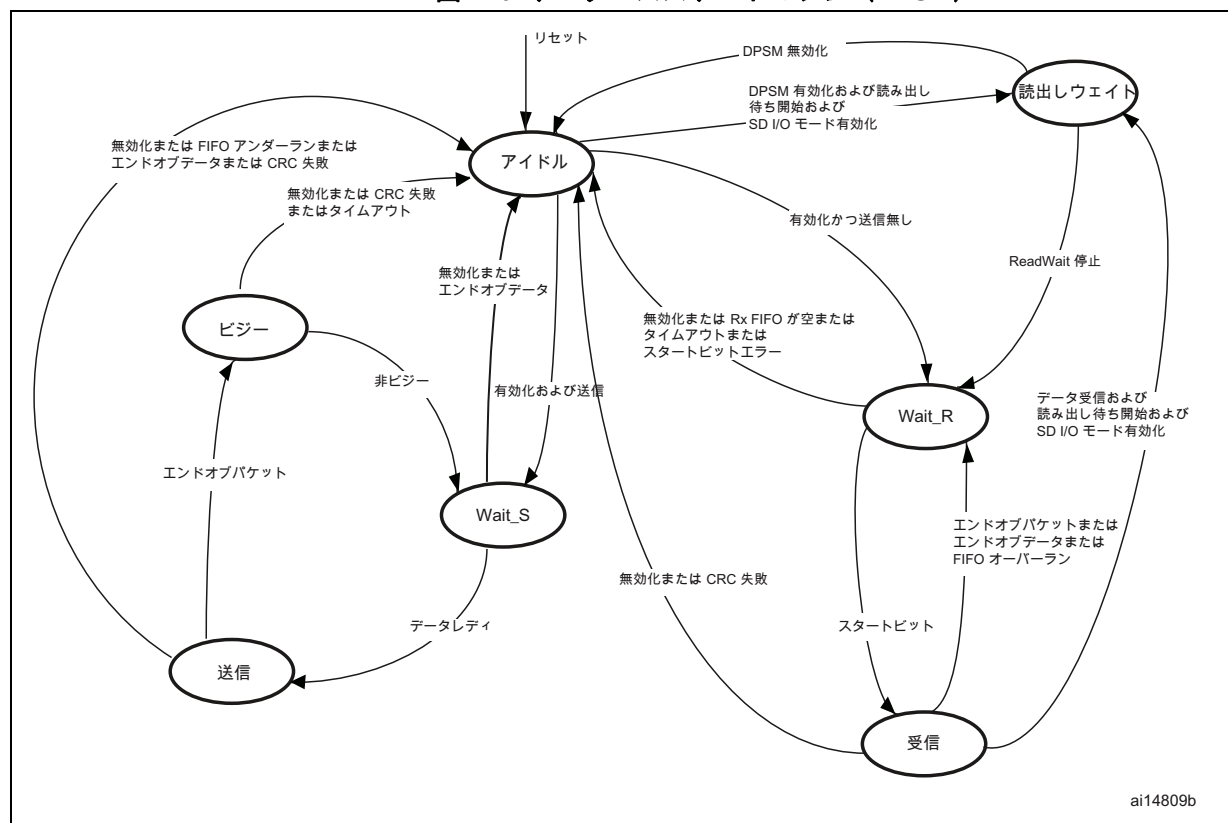 リセット
DPSM 無効化
読出しウェイト
DPSM 有効化および読み出し
待ち開始および
SD I/O モード有効化
無効化または FIFO アンダーランまたは
エンドオブデータまたは CRC 失敗
アイドル
無効化または CRC 失敗
またはタイムアウト
有効化かつ送信無し
ReadWait 停止
無効化または
エンドオブデータ
無効化または Rx FIFO が空または
タイムアウトまたは
スタートビットエラー
ビジー
非ビジー
有効化および送信
Wait_R
データ受信および
読み出し待ち開始および
SD I/O モード有効化
エンドオブパケット
Wait_S
エンドオブパケットまたは
エンドオブデータまたは
FIFO オーバーラン
無効化または CRC 失敗
データレディ
スタートビット
送信
受信
ai14809b